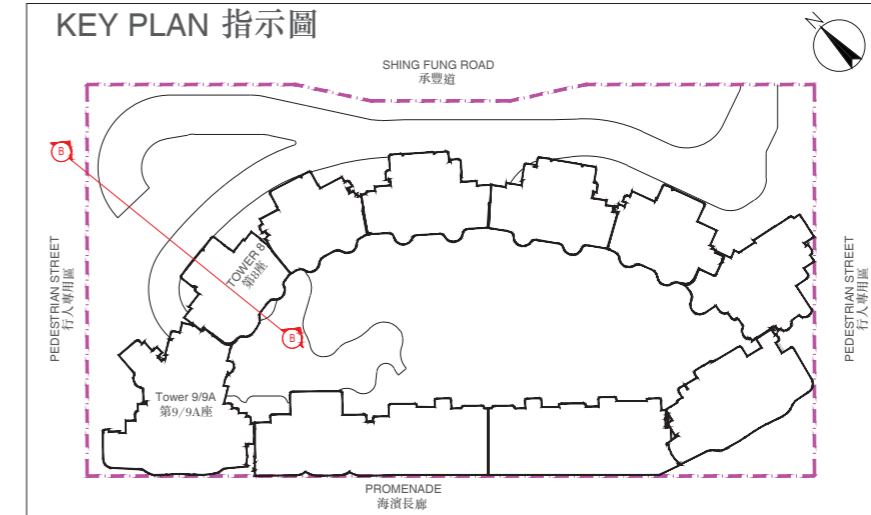 KEY PLAN 指示圖
N
SHING FUNG ROAD
承豐道
B
PEDESTRIAN STREET
行人專用區
TOWER 8
第8座
B
PEDESTRIAN STREET
行人專用區
Tower 9/9A
第9/9A座
PROMENADE
海濱長廊